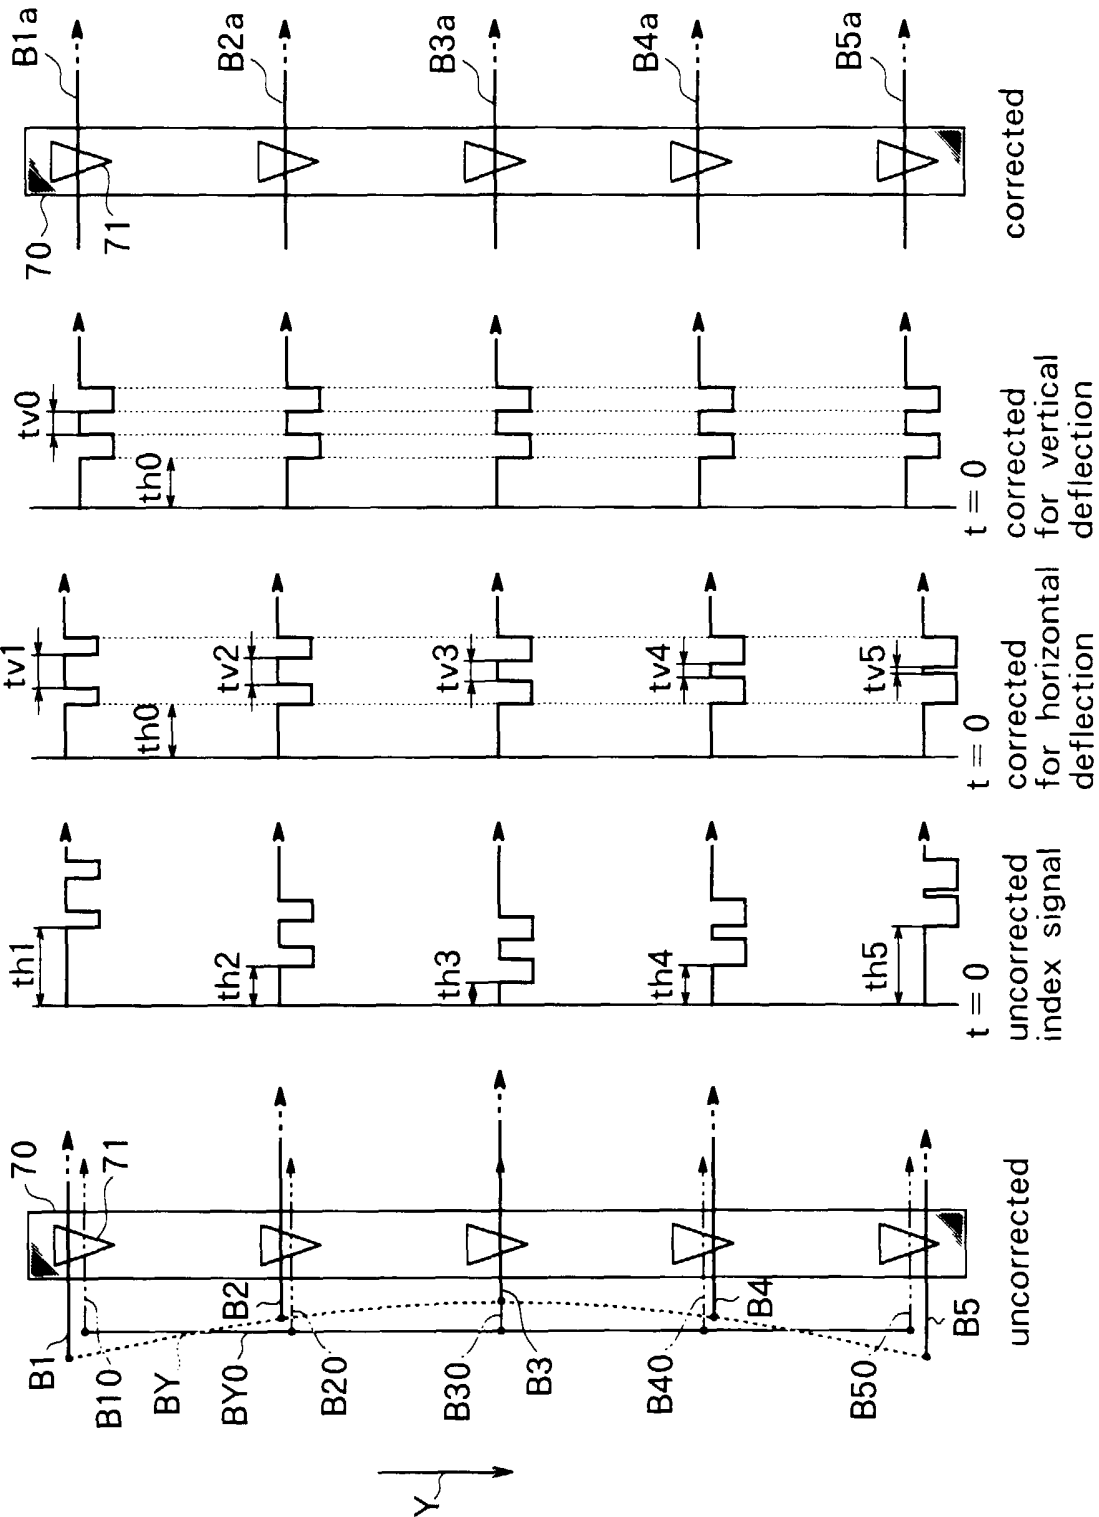 B1a
B2a
B3a
B4a
B5a
70
71
corrected
tv0
th0
t = 0
corrected
for vertical
deflection
tv1
tv2
tv3
tv4
tv5
th0
t = 0
corrected
for horizontal
deflection
th1
th2
th3
th4
th5
t = 0
uncorrected
index signal
70
71
B1
B10
BY
BY0
B2
B20
B30
B3
B40
B4
B50
B5
uncorrected
Y